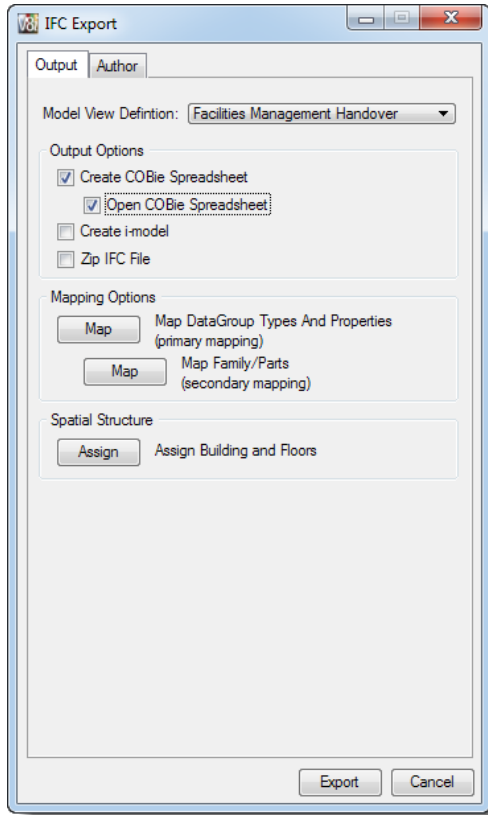 V8i IFC Export
Output Author
Model View Defintion: Facilities Management Handover
Output Options
Create COBie Spreadsheet
Open COBie Spreadsheet
Create i-model
Zip IFC File
Mapping Options
Map Map DataGroup Types And Properties
(primary mapping)
Map Map Family/Parts
(secondary mapping)
Spatial Structure
Assign Assign Building and Floors
Export Cancel